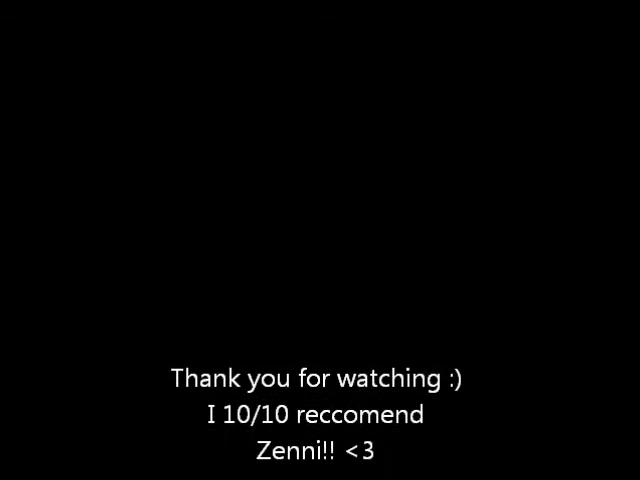 Thank you for watching :)
I 10/10 reccomend
Zenni!! <3